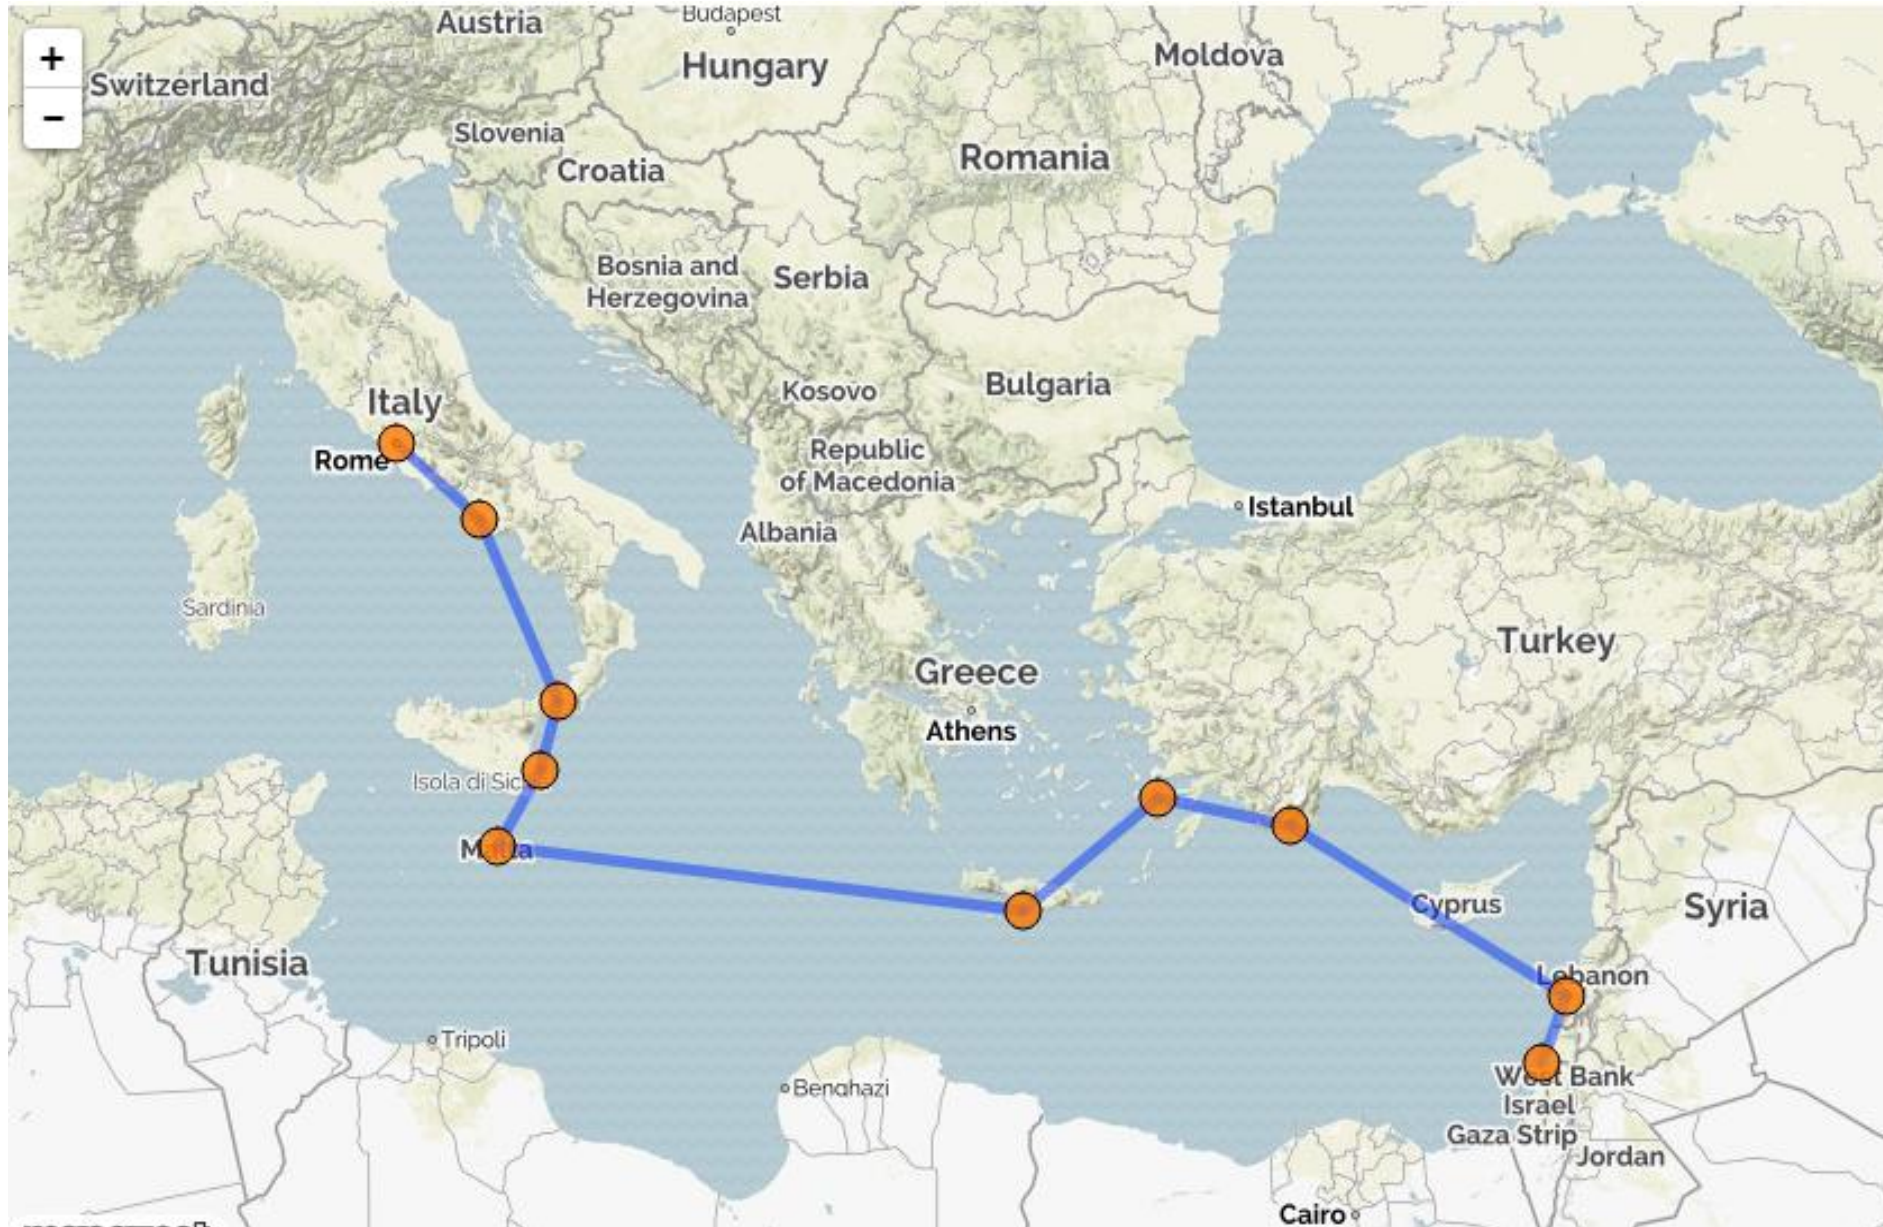 Austria
Budapest
Hungary
Moldova
+
Switzerland
−
Slovenia
Croatia
Romania
Bosnia and
Herzegovina
Serbia
Kosovo
Bulgaria
Italy
Rome
Republic
of Macedonia
Istanbul
Albania
Sardinia
Turkey
Greece
Athens
Isola di Sic
Cyprus
Syria
Tunisia
Lebanon
Tripoli
Benghazi
West Bank
Israel
Gaza Strip
Jordan
Cairo